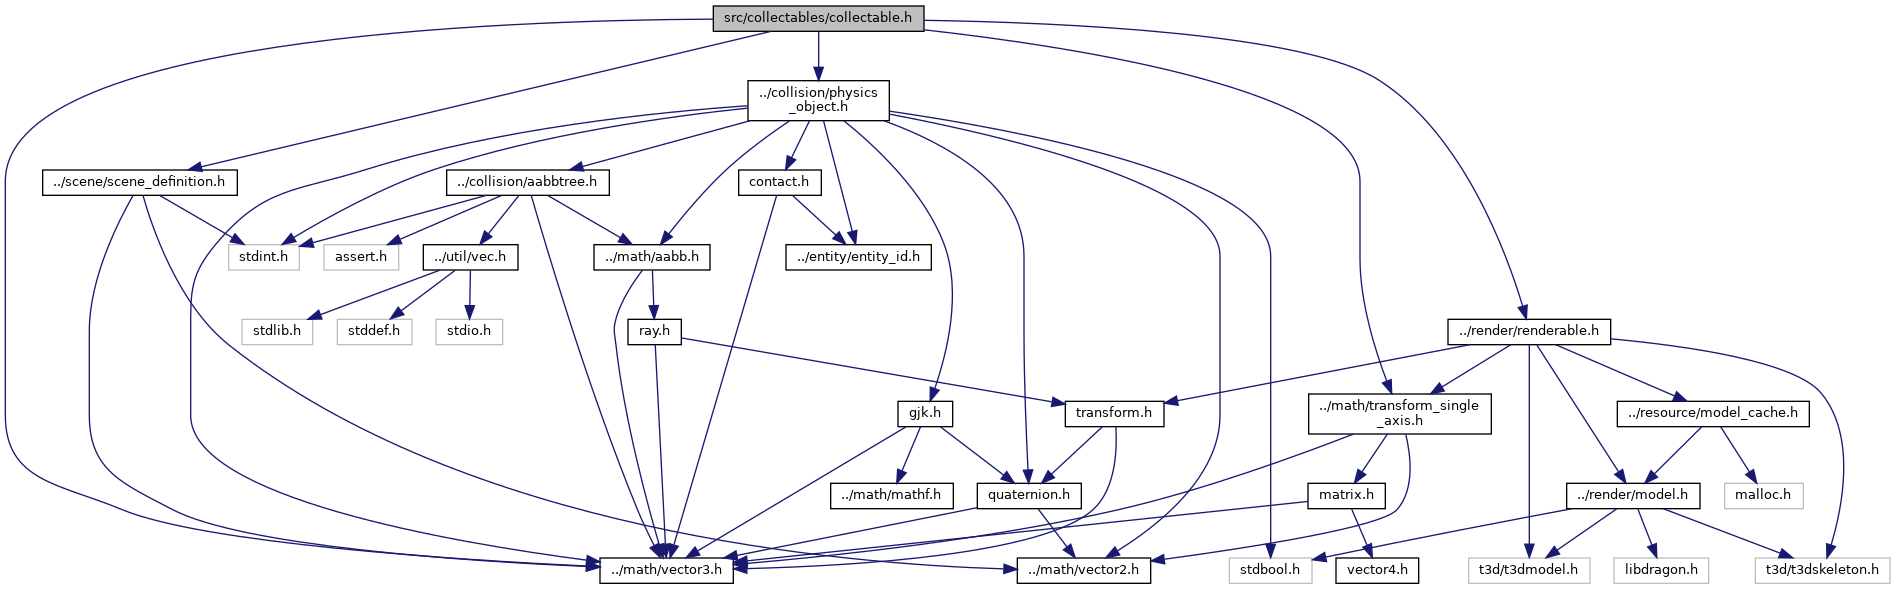 src/collectables/collectable.h
../collision/physics
_object.h
../scene/scene_definition.h
../collision/aabbtree.h
contact.h
stdint.h
assert.h
../util/vec.h
../math/aabb.h
../entity/entity_id.h
stdlib.h
stddef.h
stdio.h
ray.h
../render/renderable.h
gjk.h
transform.h
../math/transform_single
_axis.h
../resource/model_cache.h
../math/mathf.h
quaternion.h
matrix.h
../render/model.h
malloc.h
../math/vector3.h
../math/vector2.h
stdbool.h
vector4.h
t3d/t3dmodel.h
libdragon.h
t3d/t3dskeleton.h